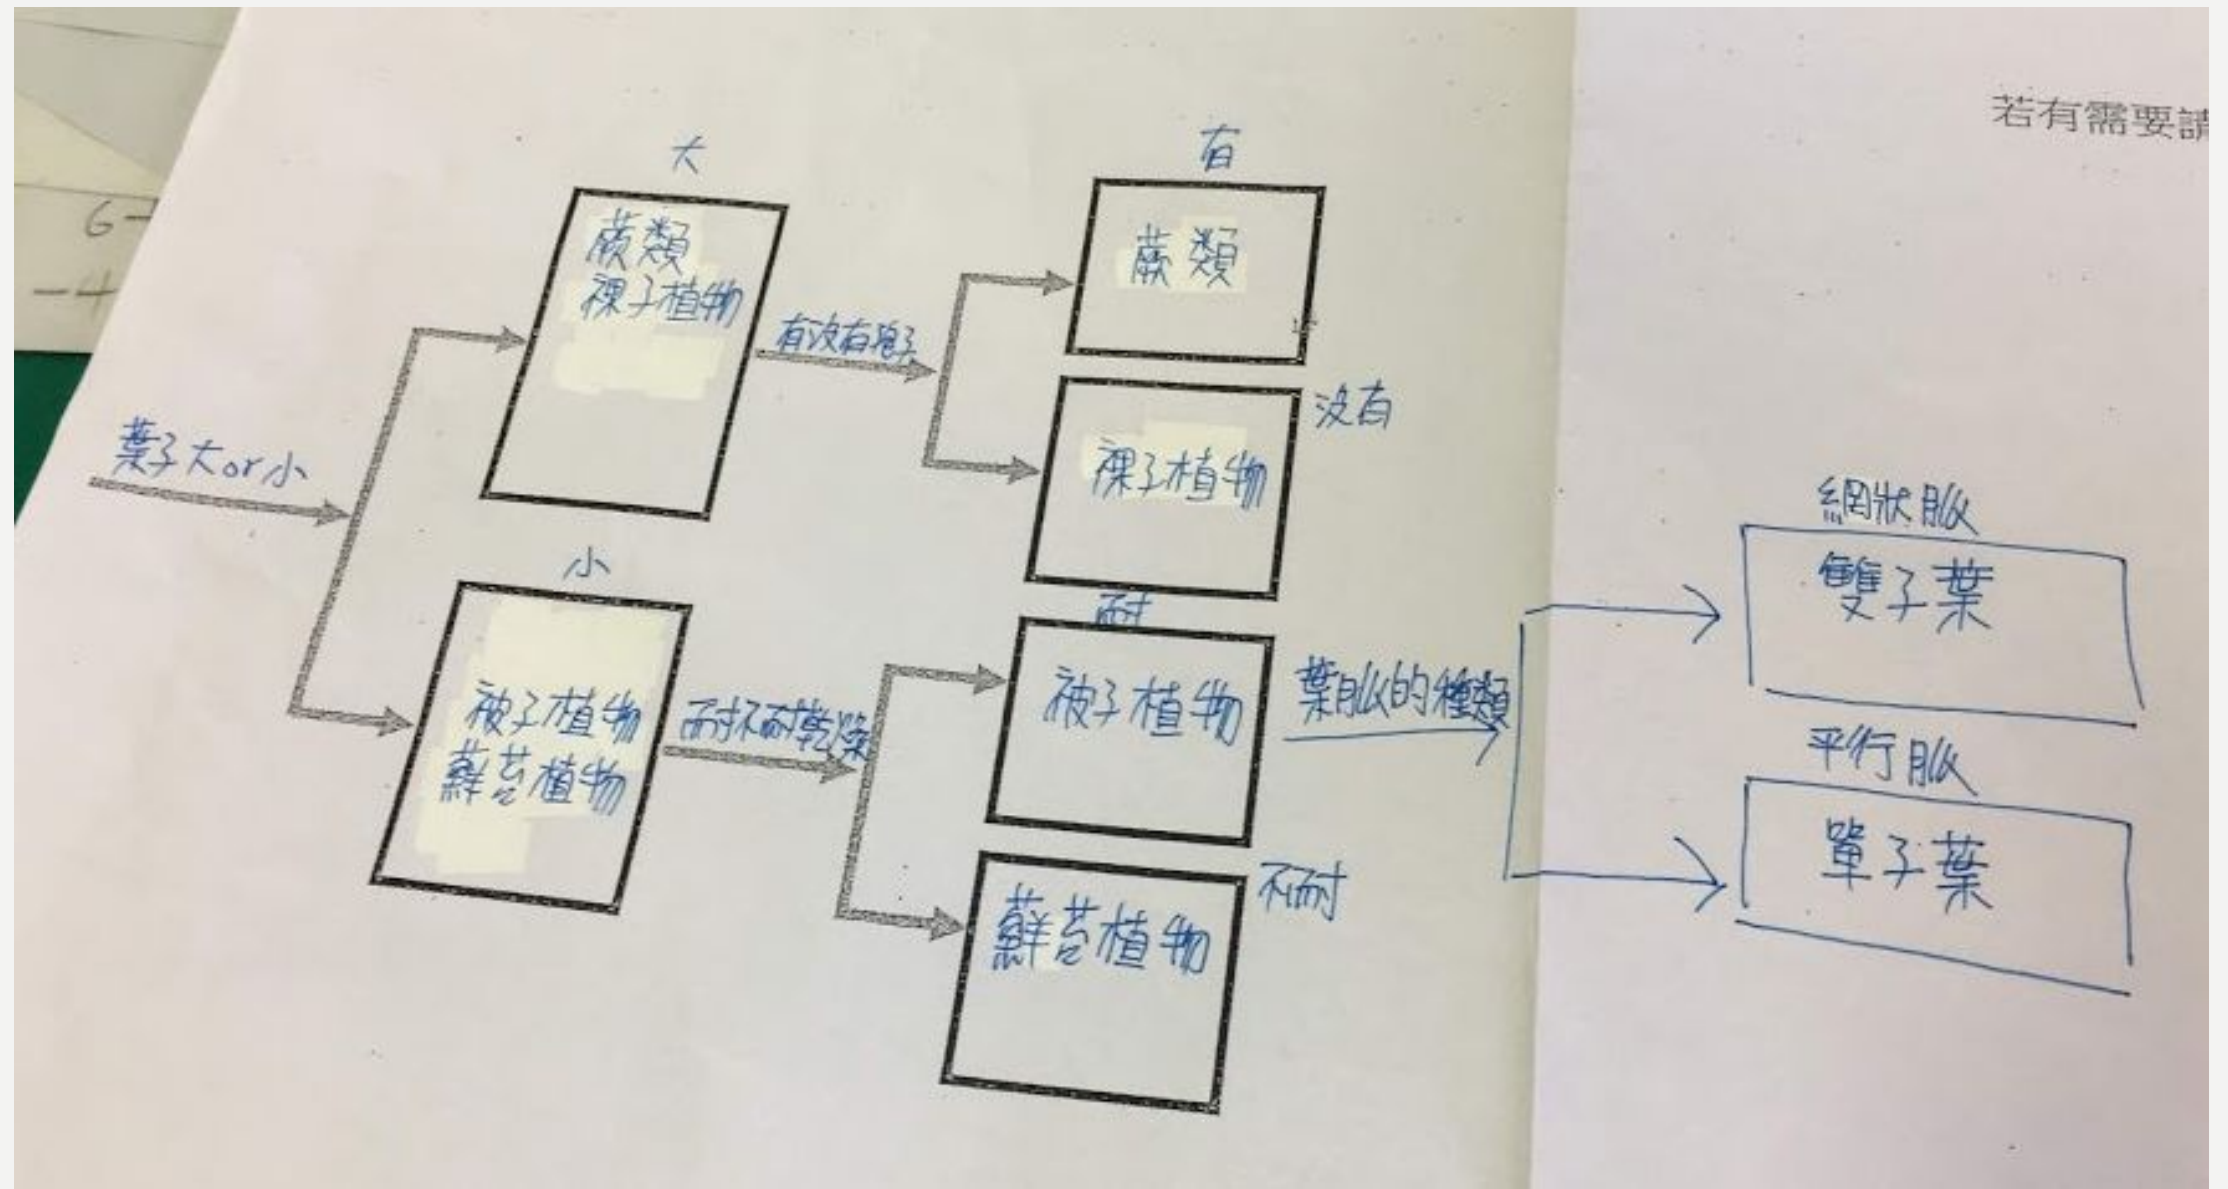 若有需要請
6-
-4
葉子大or小
大
蕨類
裸子植物
小
被子植物
蘚苔植物
有沒有孢子
有
蕨類
沒有
裸子植物
耐不耐乾燥
耐
被子植物
不耐
蘚苔植物
葉脈的種類
網狀脈
雙子葉
平行脈
單子葉